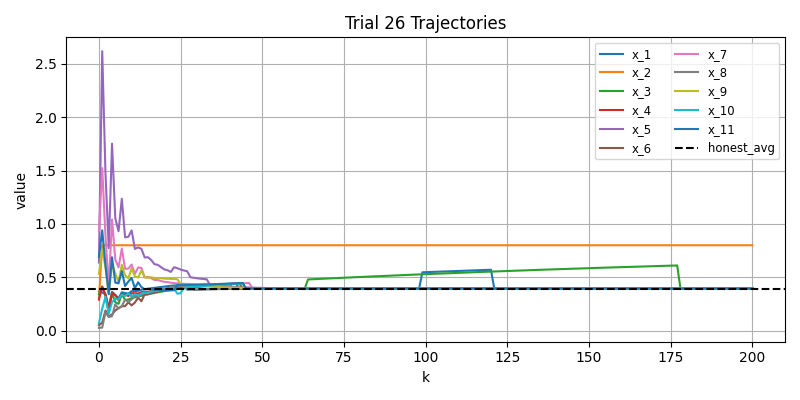 Trial 26 Trajectories
value
2.5
2.0
1.5
1.0
0.5
0.0
x_1
x_2
x_3
x_4
x_5
x_6
x_7
x_8
x_9
x_10
x_11
honest_avg
0 25 50 75 100 125 150 175 200
k